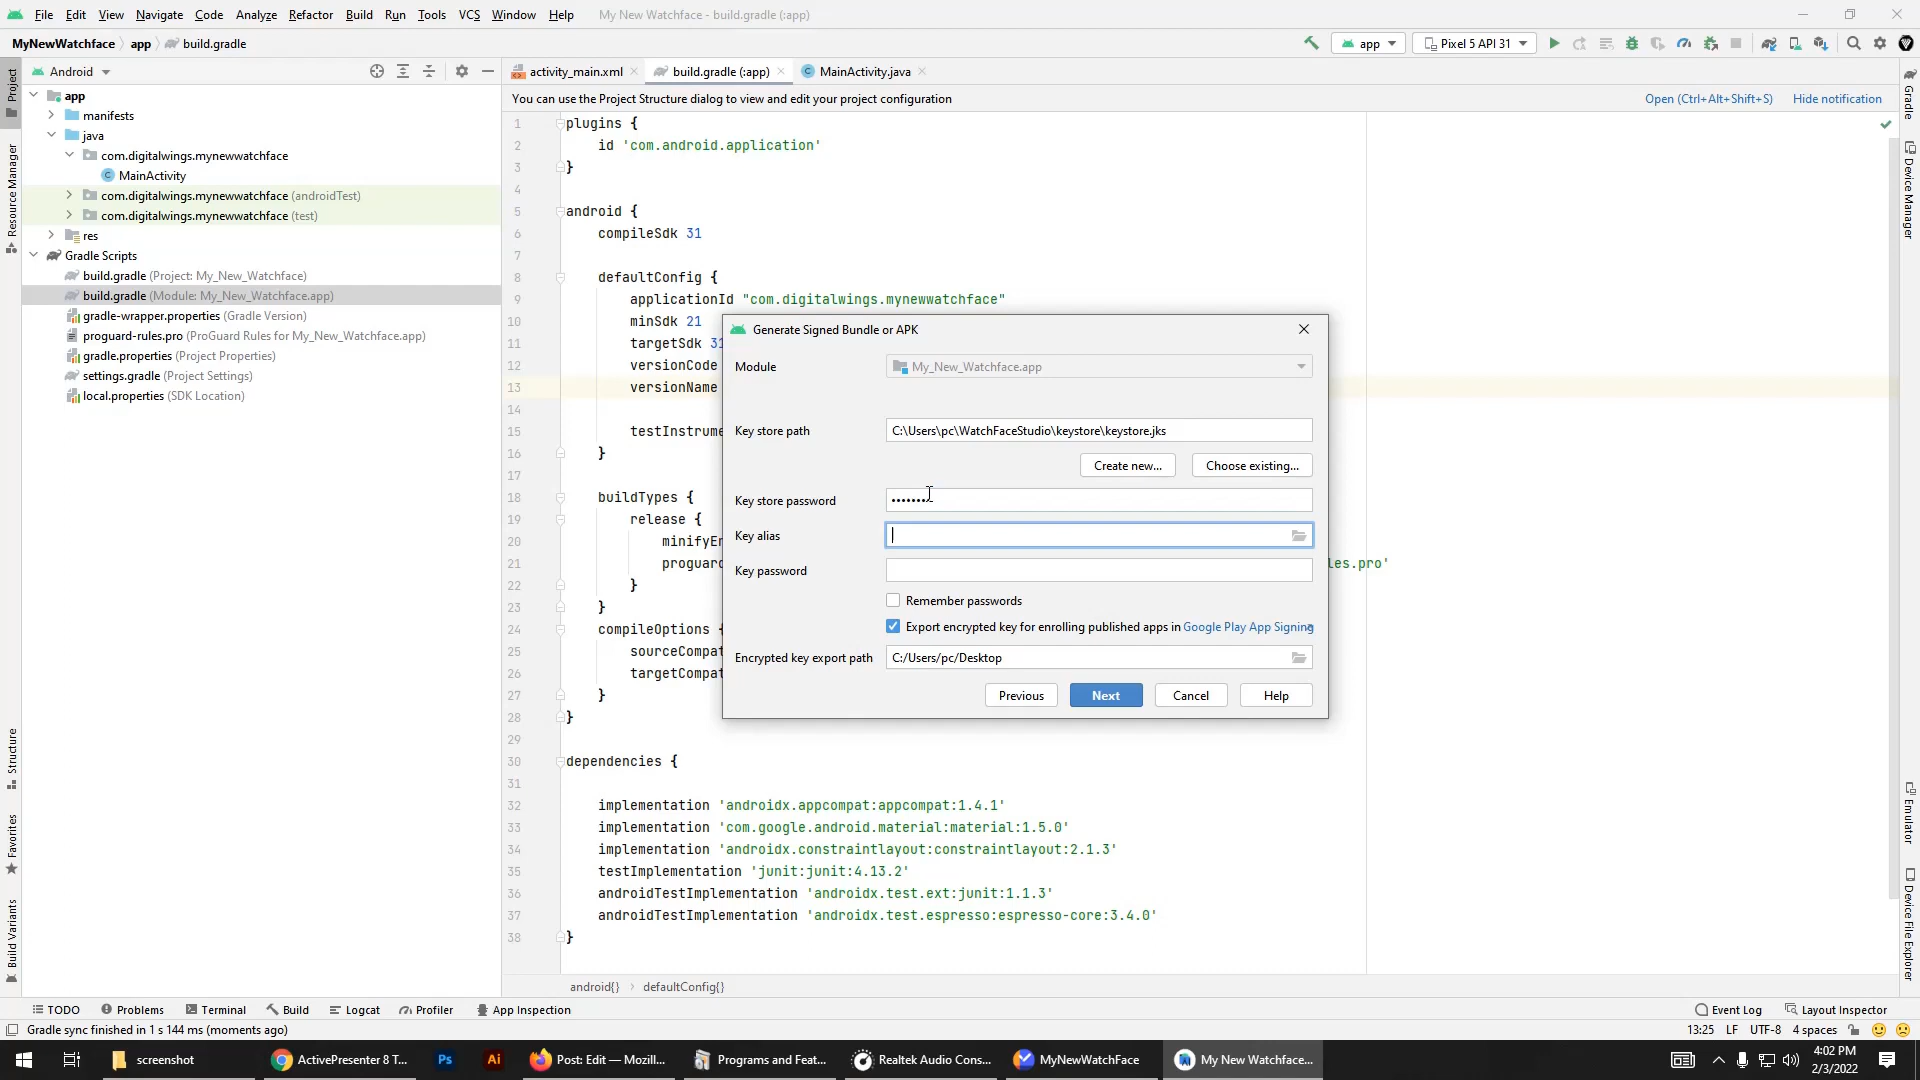 File Edit View Navigate Code Analyze Refactor Build Run Tools VCS Window Help My New Watchface - build.gradle (:app)
MyNewWatchface app build.gradle app Pixel 5 API 31
Android activity_main.xml build.gradle (:app) MainActivity.java
You can use the Project Structure dialog to view and edit your project configuration Open (Ctrl+Alt+Shift+S) Hide notification
Project
Resource Manager
Structure
Favorites
Build Variants
app
manifests
java
com.digitalwings.mynewwatchface
MainActivity
com.digitalwings.mynewwatchface (androidTest)
com.digitalwings.mynewwatchface (test)
res
Gradle Scripts
build.gradle (Project: My_New_Watchface)
build.gradle (Module: My_New_Watchface.app)
gradle-wrapper.properties (Gradle Version)
proguard-rules.pro (ProGuard Rules for My_New_Watchface.app)
gradle.properties (Project Properties)
settings.gradle (Project Settings)
local.properties (SDK Location)
1 plugins {
2 id 'com.android.application'
3 }
4
5 android {
6 compileSdk 31
7
8 defaultConfig {
9 applicationId "com.digitalwings.mynewwatchface"
10 minSdk 21
11 targetSdk 31
12 versionCode
13 versionName
14
15 testInstrume
16 }
17
18 buildTypes {
19 release {
20 minifyEn
21 proguard les.pro'
22 }
23 }
24 compileOptions {
25 sourceCompat
26 targetCompat
27 }
28 }
29
30 dependencies {
31
32 implementation 'androidx.appcompat:appcompat:1.4.1'
33 implementation 'com.google.android.material:material:1.5.0'
34 implementation 'androidx.constraintlayout:constraintlayout:2.1.3'
35 testImplementation 'junit:junit:4.13.2'
36 androidTestImplementation 'androidx.test.ext:junit:1.1.3'
37 androidTestImplementation 'androidx.test.espresso:espresso-core:3.4.0'
38 }
Generate Signed Bundle or APK
Module My_New_Watchface.app
Key store path C:\Users\pc\WatchFaceStudio\keystore\keystore.jks
Create new... Choose existing...
Key store password ••••••••
Key alias
Key password
Remember passwords
Export encrypted key for enrolling published apps in Google Play App Signing
Encrypted key export path C:/Users/pc/Desktop
Previous Next Cancel Help
Gradle
Device Manager
Emulator
Device File Explorer
android{} defaultConfig{}
TODO Problems Terminal Build Logcat Profiler App Inspection Event Log Layout Inspector
Gradle sync finished in 1 s 144 ms (moments ago) 13:25 LF UTF-8 4 spaces
screenshot ActivePresenter 8 T... Ps Ai Post: Edit — Mozill... Programs and Feat... Realtek Audio Cons... MyNewWatchFace My New Watchface...
4:02 PM
2/3/2022